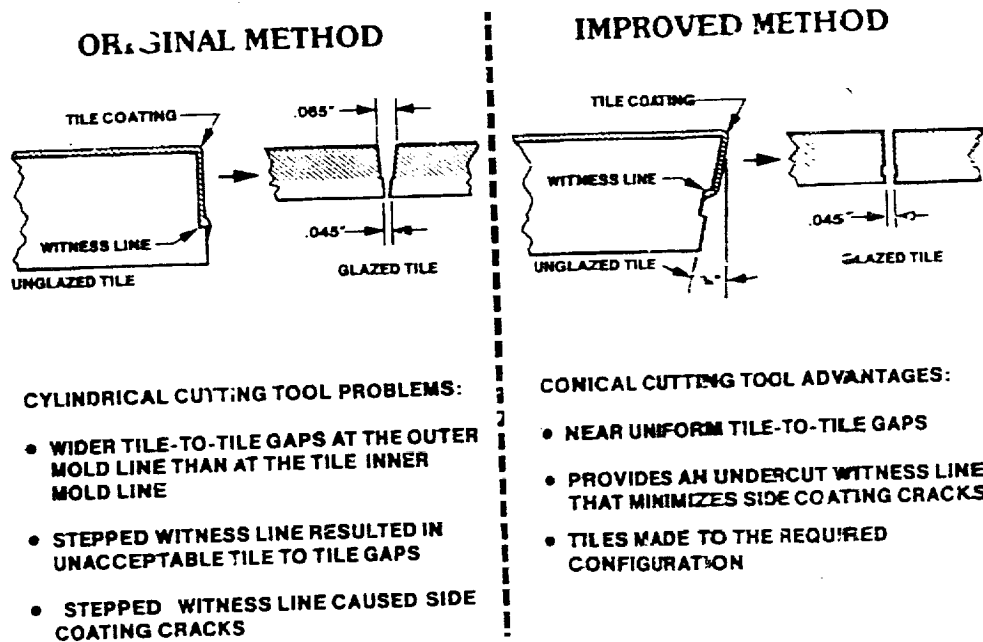 ORIGINAL METHOD
TILE COATING
.065"
WITNESS LINE
.045"
UNGLAZED TILE
GLAZED TILE
CYLINDRICAL CUTTING TOOL PROBLEMS:
• WIDER TILE-TO-TILE GAPS AT THE OUTER
MOLD LINE THAN AT THE TILE INNER
MOLD LINE
• STEPPED WITNESS LINE RESULTED IN
UNACCEPTABLE TILE TO TILE GAPS
• STEPPED WITNESS LINE CAUSED SIDE
COATING CRACKS
IMPROVED METHOD
TILE COATING
WITNESS LINE
.045"
UNGLAZED TILE
GLAZED TILE
CONICAL CUTTING TOOL ADVANTAGES:
• NEAR UNIFORM TILE-TO-TILE GAPS
• PROVIDES AN UNDERCUT WITNESS LINE
THAT MINIMIZES SIDE COATING CRACKS
• TILES MADE TO THE REQUIRED
CONFIGURATION